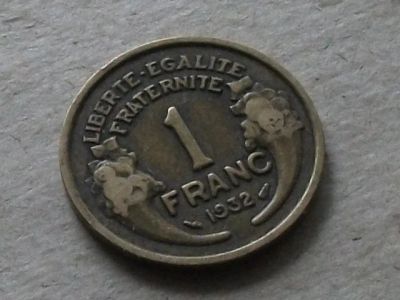 LIBERTE-EGALITE
FRATERNITE
1
FRANC
1932